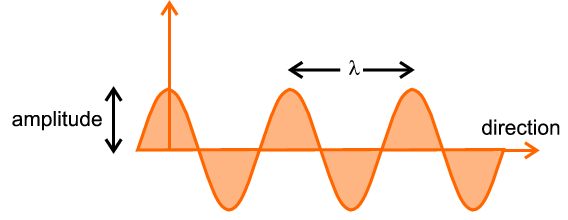 λ
amplitude
direction